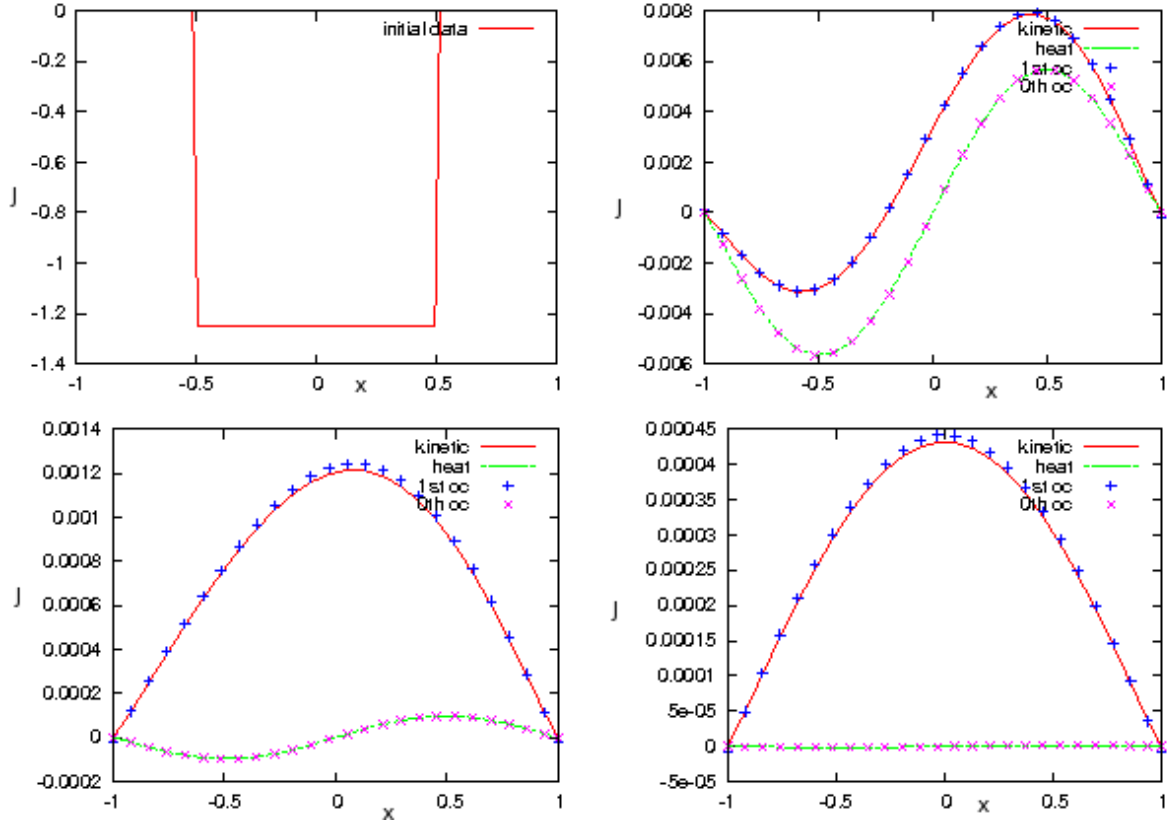 0
initial data
-0.2
-0.4
-0.6
J
-0.8
-1
-1.2
-1.4
-1 -0.5 0 0.5 1
x
0.008
kinetic
heat
0.006
1st oc
0th oc
0.004
0.002
J
0
-0.002
-0.004
-0.006
-1 -0.5 0 0.5 1
x
0.0014
kinetic
heat
0.0012
1st oc
0th oc
0.001
0.0008
J
0.0006
0.0004
0.0002
0
-0.0002
-1 -0.5 0 0.5 1
x
0.00045
kinetic
0.0004
heat
1st oc
0.00035
0th oc
0.0003
0.00025
J
0.0002
0.00015
0.0001
5e-05
0
-5e-05
-1 -0.5 0 0.5 1
x